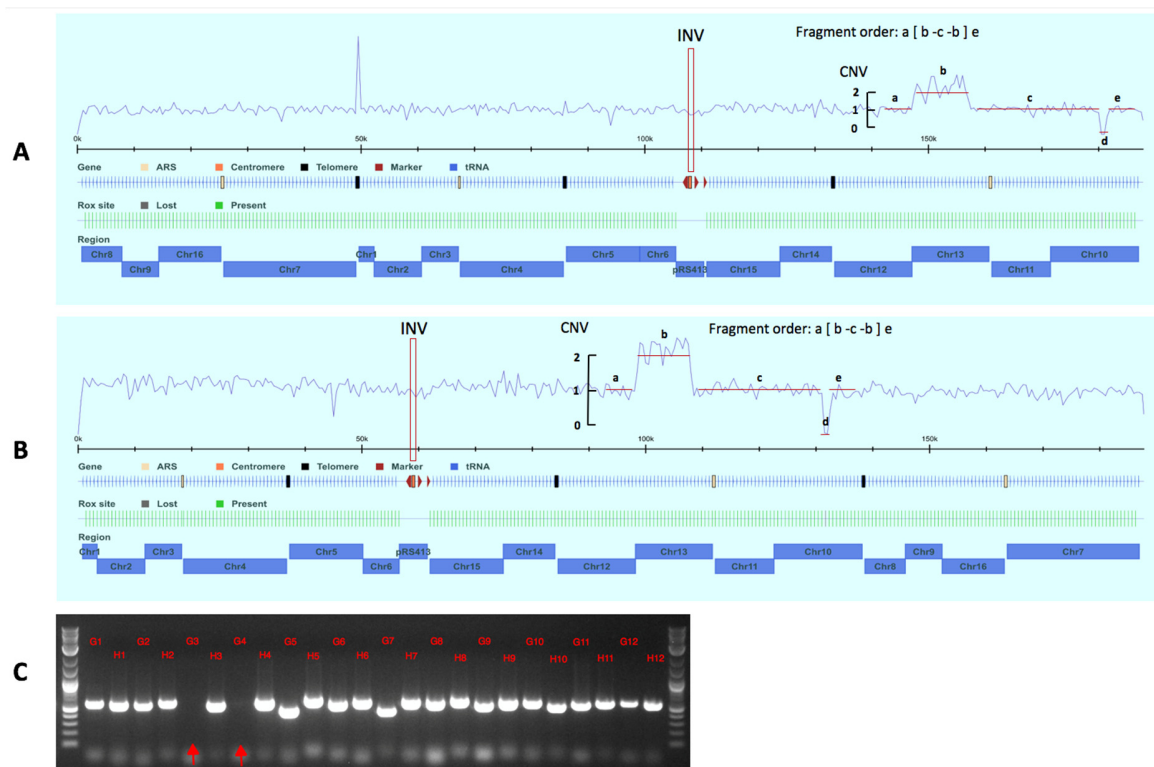 A
INV
Fragment order: a [ b -c -b ] e
CNV
2
1
0
a
b
c
d
e
0k
50k
100k
150k
Gene ARS Centromere Telomere Marker tRNA
Rox site Lost Present
Region
Chr8 Chr16 Chr1 Chr3 Chr5 Chr6 Chr14 Chr13 Chr10
Chr9 Chr7 Chr2 Chr4 pRS413 Chr15 Chr12 Chr11
B
INV
CNV
Fragment order: a [ b -c -b ] e
2
1
0
a
b
c
d
e
0k
50k
100k
150k
Gene ARS Centromere Telomere Marker tRNA
Rox site Lost Present
Region
Chr1 Chr3 Chr5 pRS413 Chr14 Chr13 Chr10 Chr9 Chr7
Chr2 Chr4 Chr6 Chr15 Chr12 Chr11 Chr8 Chr16
C
G1 G2 G3 G4 G5 G6 G7 G8 G9 G10 G11 G12
H1 H2 H3 H4 H5 H6 H7 H8 H9 H10 H11 H12